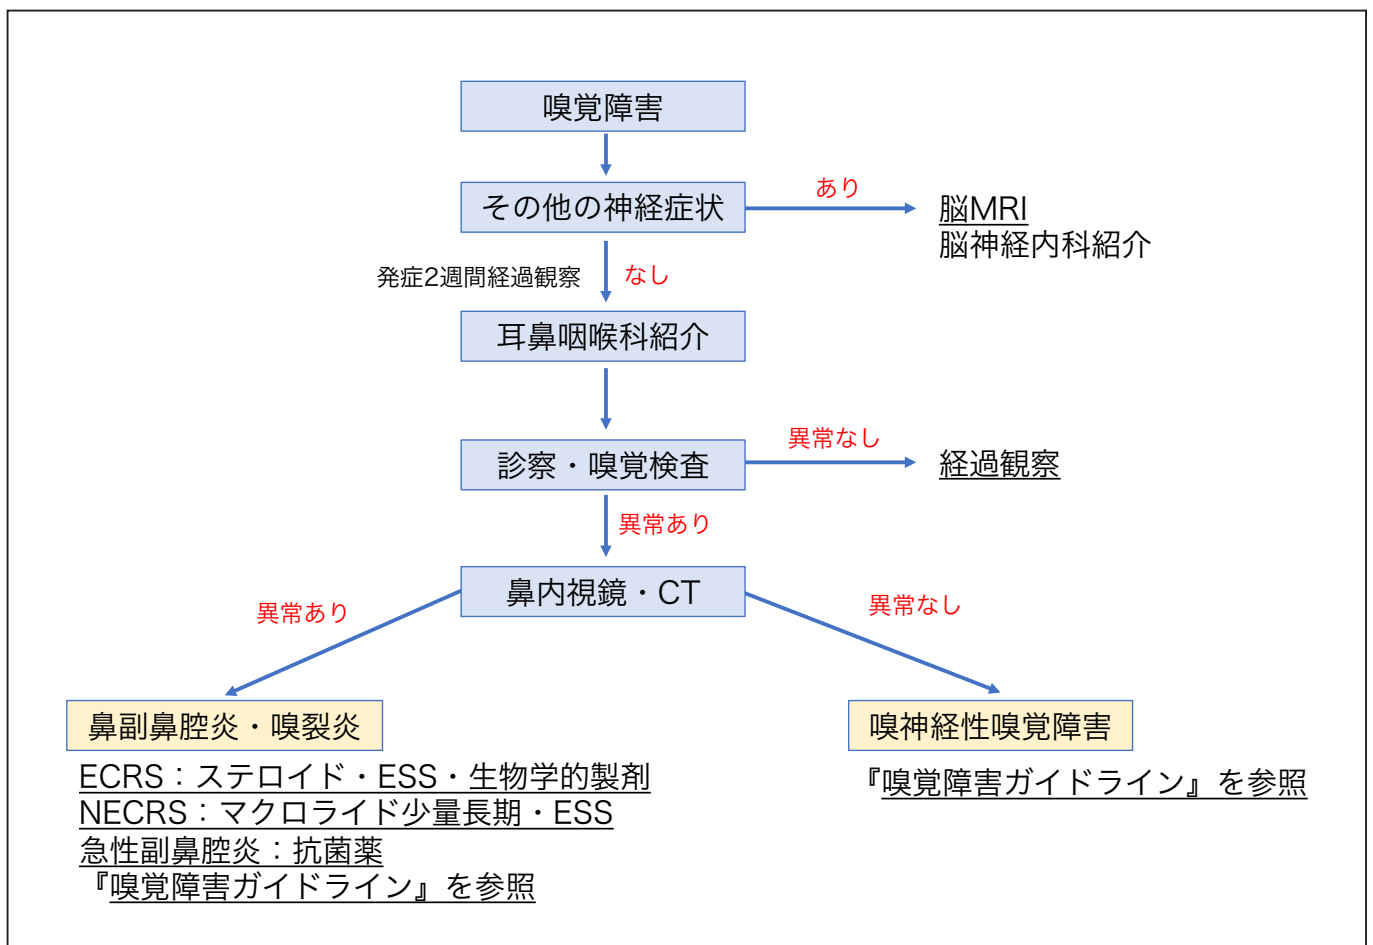 嗅覚障害
その他の神経症状
あり
脳MRI
脳神経内科紹介
発症2週間経過観察
なし
耳鼻咽喉科紹介
診察・嗅覚検査
異常なし
経過観察
異常あり
鼻内視鏡・CT
異常あり
異常なし
鼻副鼻腔炎・嗅裂炎
ECRS：ステロイド・ESS・生物学的製剤
NECRS：マクロライド少量長期・ESS
急性副鼻腔炎：抗菌薬
『嗅覚障害ガイドライン』を参照
嗅神経性嗅覚障害
『嗅覚障害ガイドライン』を参照